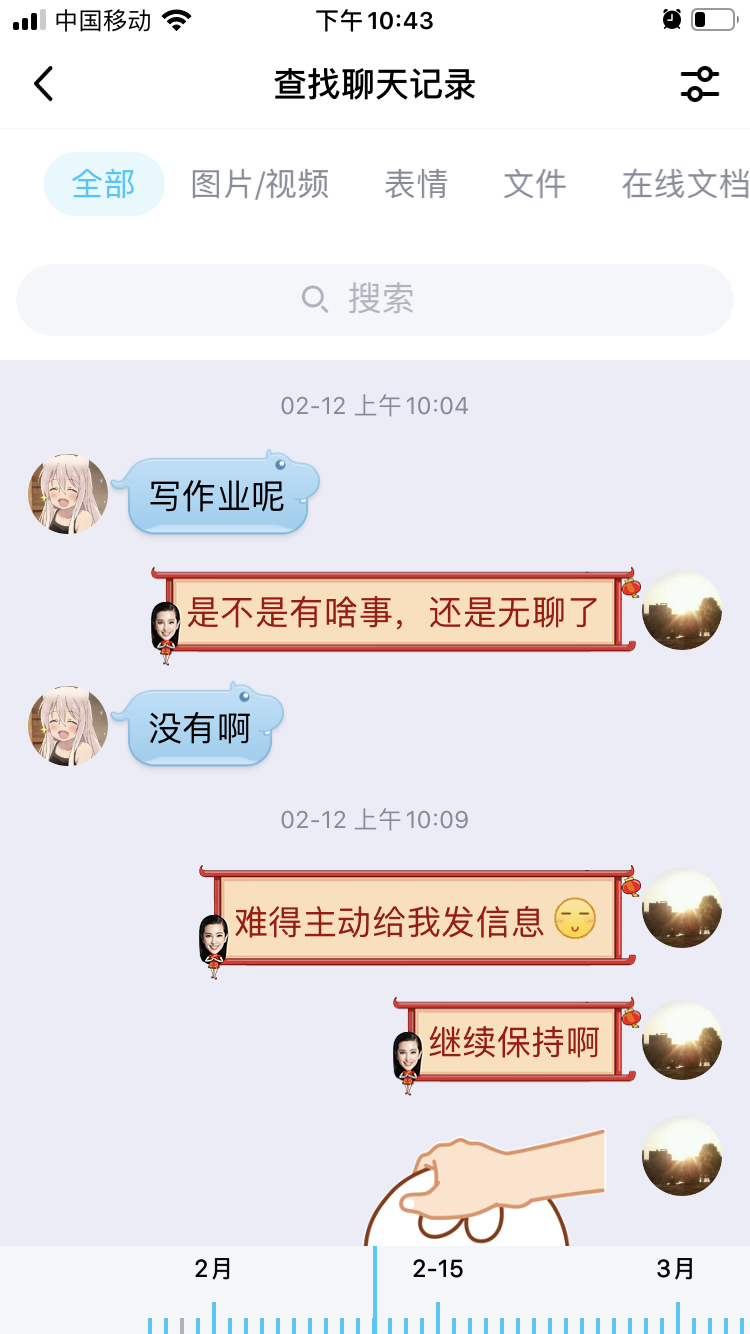 中国移动 下午10:43
查找聊天记录
全部 图片/视频 表情 文件 在线文档
搜索
02-12 上午10:04
写作业呢
是不是有啥事，还是无聊了
没有啊
02-12 上午10:09
难得主动给我发信息
继续保持啊
2月 2-15 3月